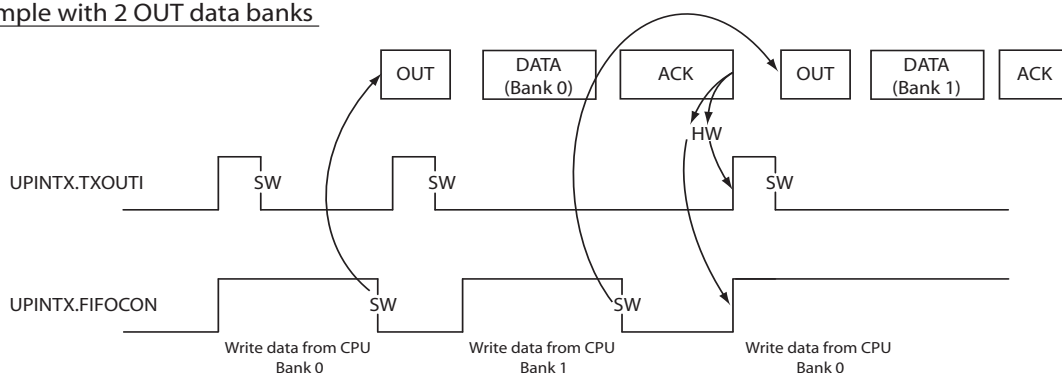 mple with 2 OUT data banks
OUT
DATA
(Bank 0)
ACK
OUT
DATA
(Bank 1)
ACK
HW
UPINTX.TXOUTI
SW
SW
SW
UPINTX.FIFOCON
SW
SW
Write data from CPU
Bank 0
Write data from CPU
Bank 1
Write data from CPU
Bank 0